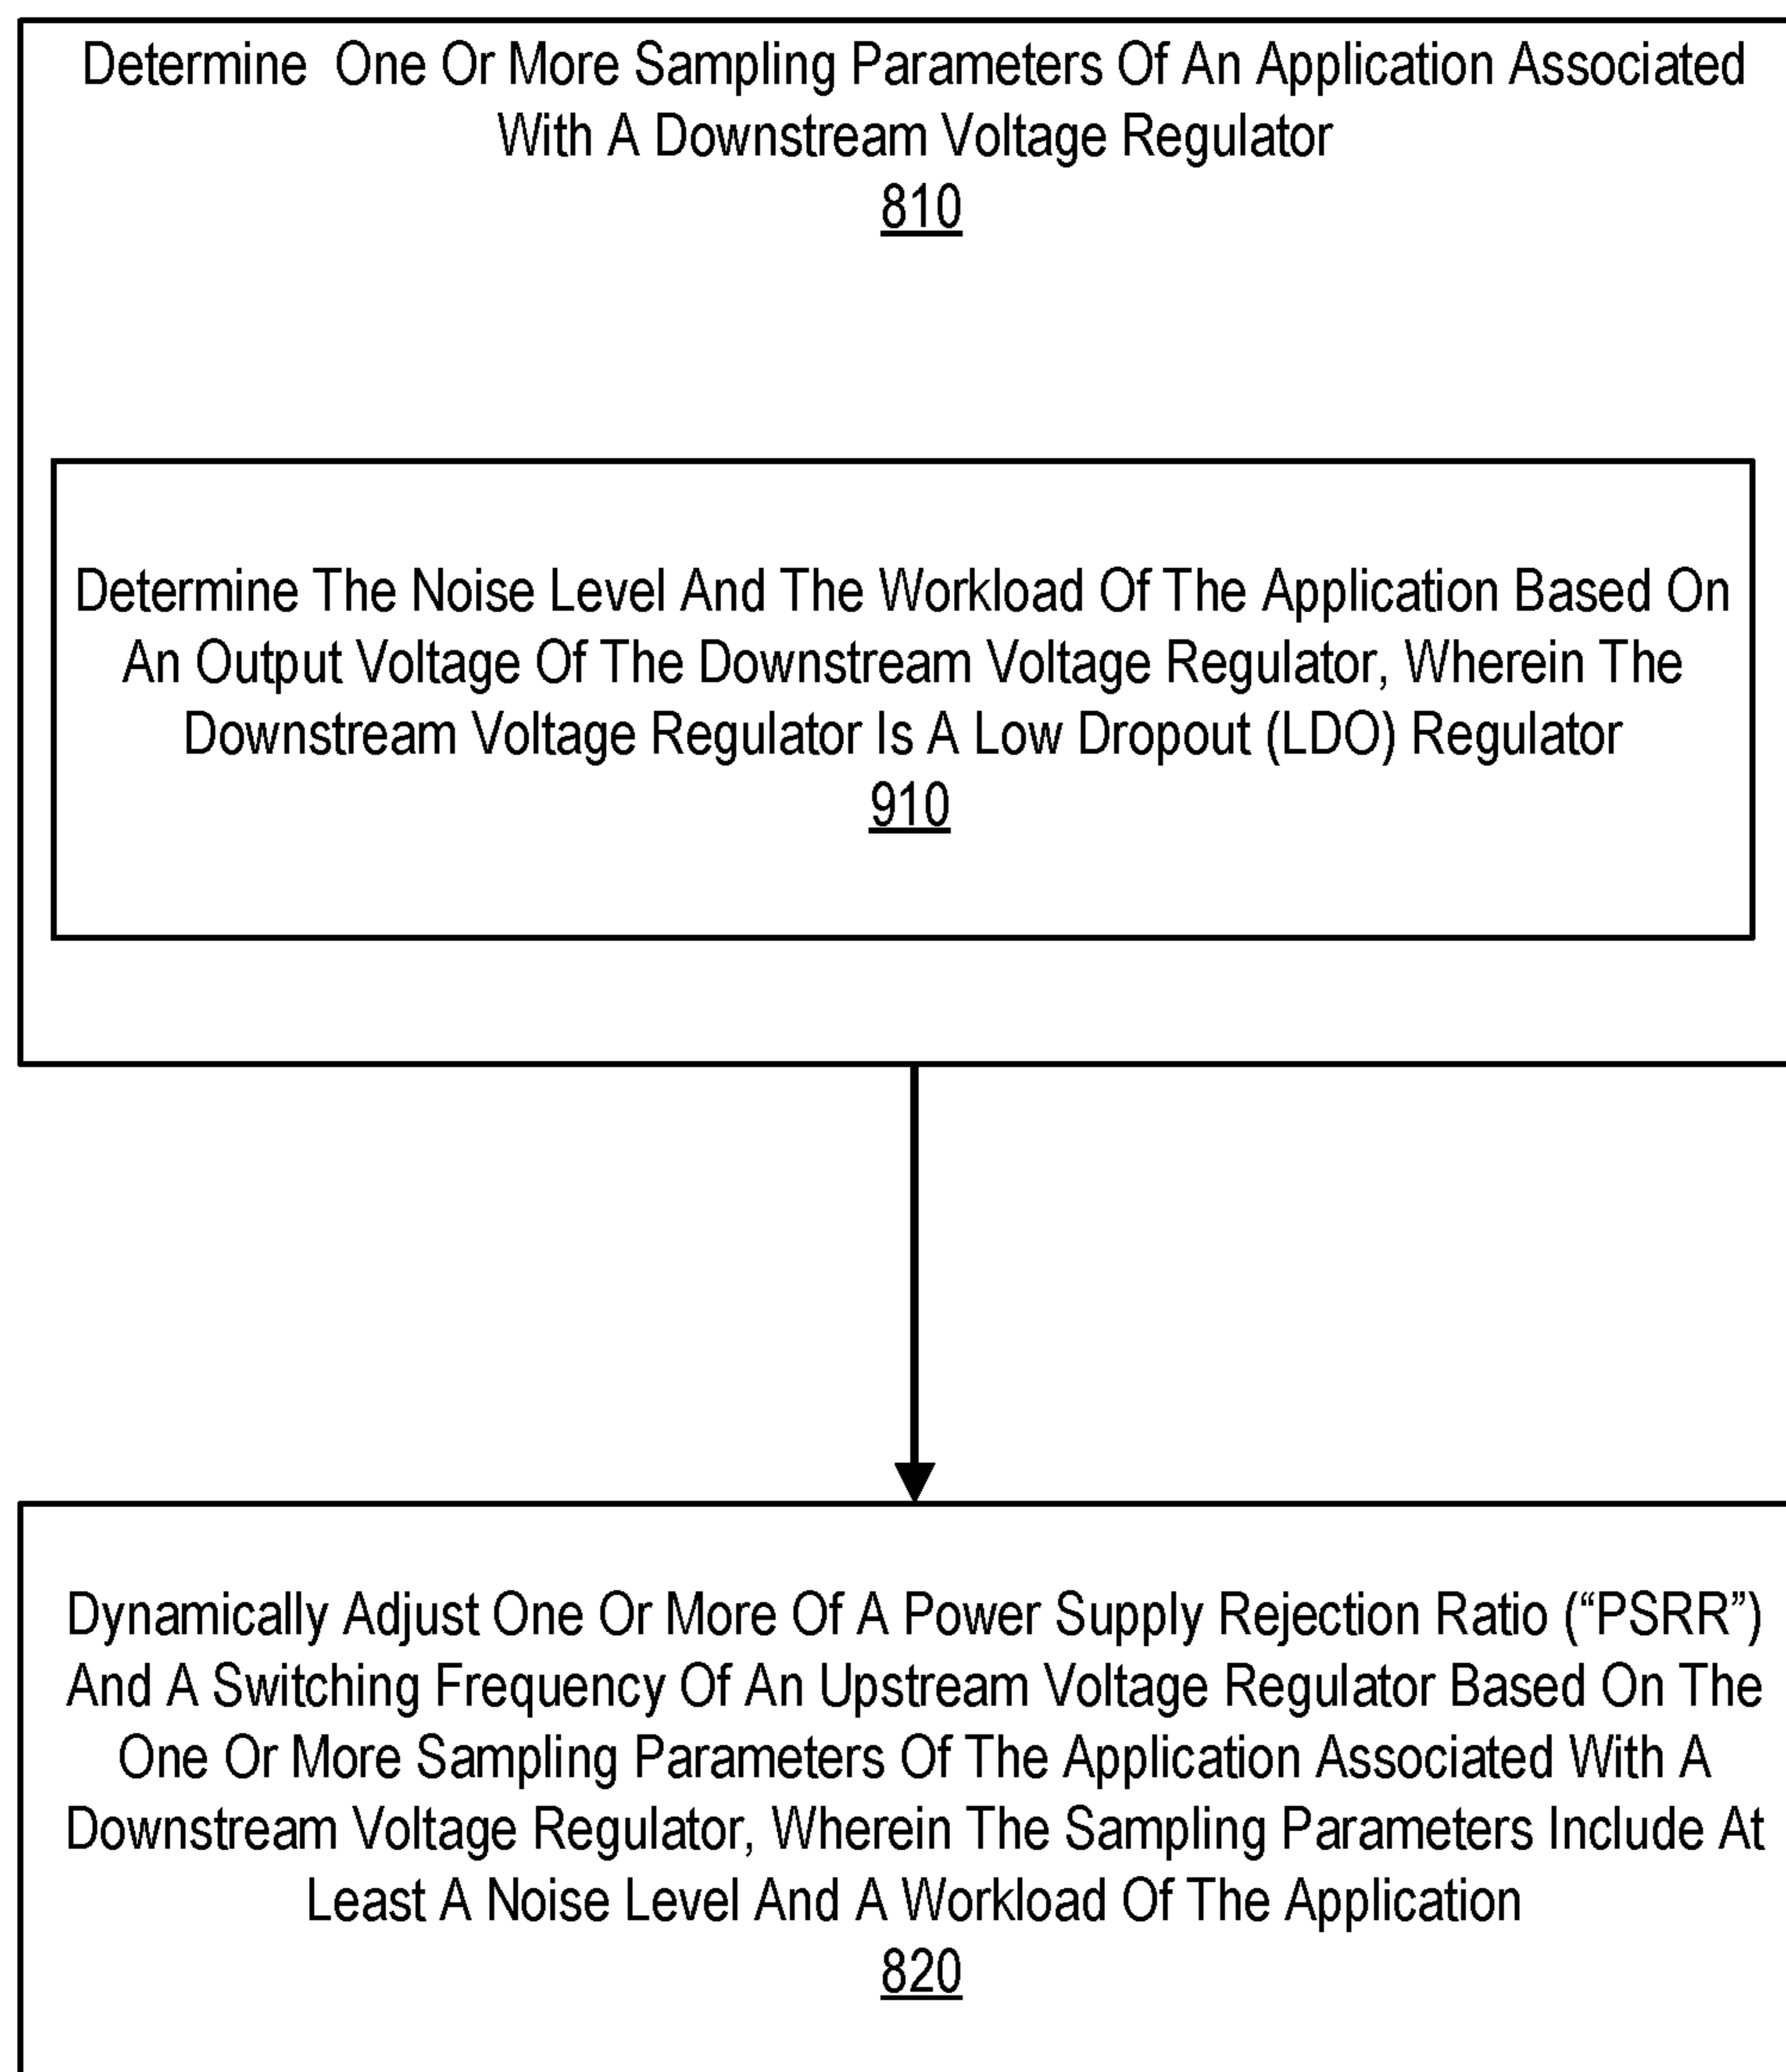 Determine One Or More Sampling Parameters Of An Application Associated
With A Downstream Voltage Regulator
810
Determine The Noise Level And The Workload Of The Application Based On
An Output Voltage Of The Downstream Voltage Regulator, Wherein The
Downstream Voltage Regulator Is A Low Dropout (LDO) Regulator
910
Dynamically Adjust One Or More Of A Power Supply Rejection Ratio (“PSRR”)
And A Switching Frequency Of An Upstream Voltage Regulator Based On The
One Or More Sampling Parameters Of The Application Associated With A
Downstream Voltage Regulator, Wherein The Sampling Parameters Include At
Least A Noise Level And A Workload Of The Application
820